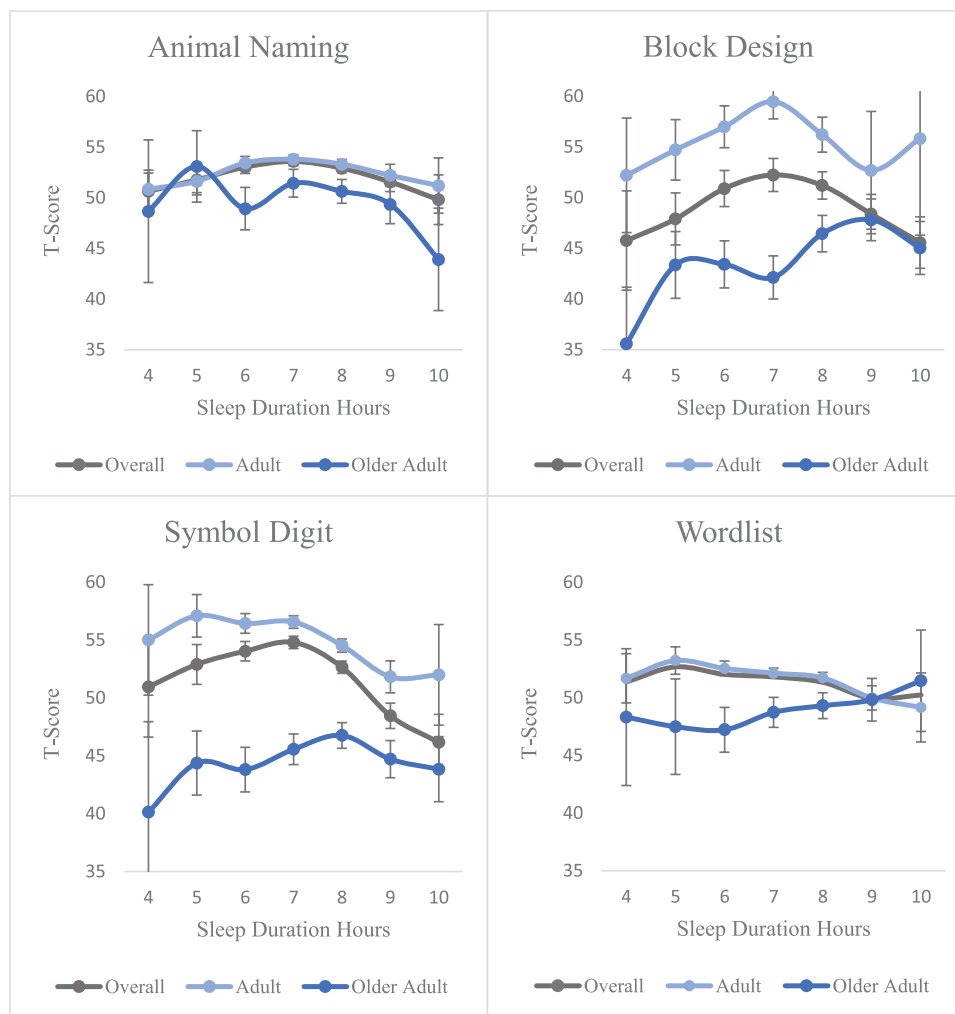 Animal Naming
T-Score
60
55
50
45
40
35
4 5 6 7 8 9 10
Sleep Duration Hours
Overall Adult Older Adult
Block Design
T-Score
60
55
50
45
40
35
4 5 6 7 8 9 10
Sleep Duration Hours
Overall Adult Older Adult
Symbol Digit
T-Score
60
55
50
45
40
35
4 5 6 7 8 9 10
Sleep Duration Hours
Overall Adult Older Adult
Wordlist
T-Score
60
55
50
45
40
35
4 5 6 7 8 9 10
Sleep Duration Hours
Overall Adult Older Adult